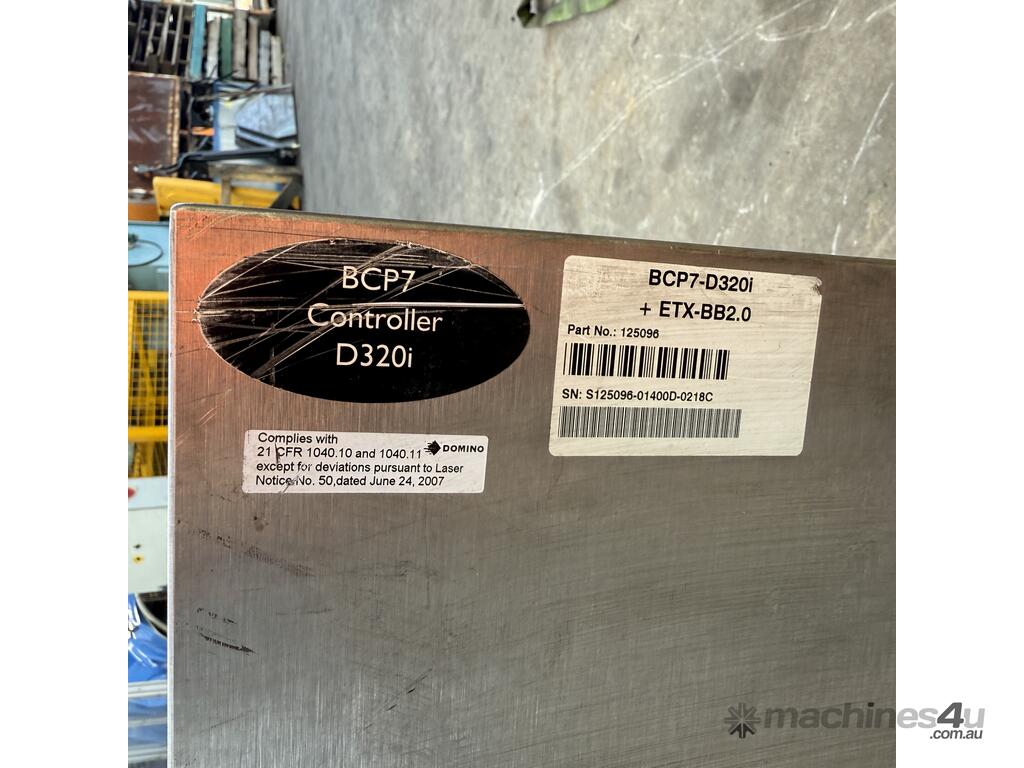 BCP7
Controller
D320i
BCP7-D320i
+ ETX-BB2.0
Part No.: 125096
SN: S125096-01400D-0218C
Complies with
21 CFR 1040.10 and 1040.11 DOMINO
except for deviations pursuant to Laser
Notice No. 50,dated June 24, 2007
machines4u
.com.au